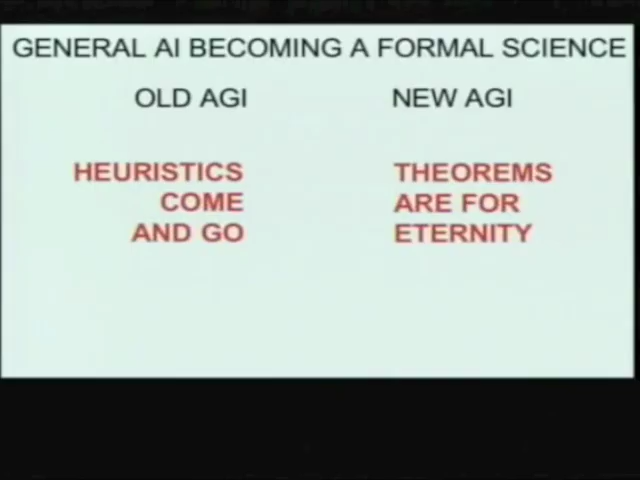 GENERAL AI BECOMING A FORMAL SCIENCE
OLD AGI
NEW AGI
HEURISTICS
COME
AND GO
THEOREMS
ARE FOR
ETERNITY